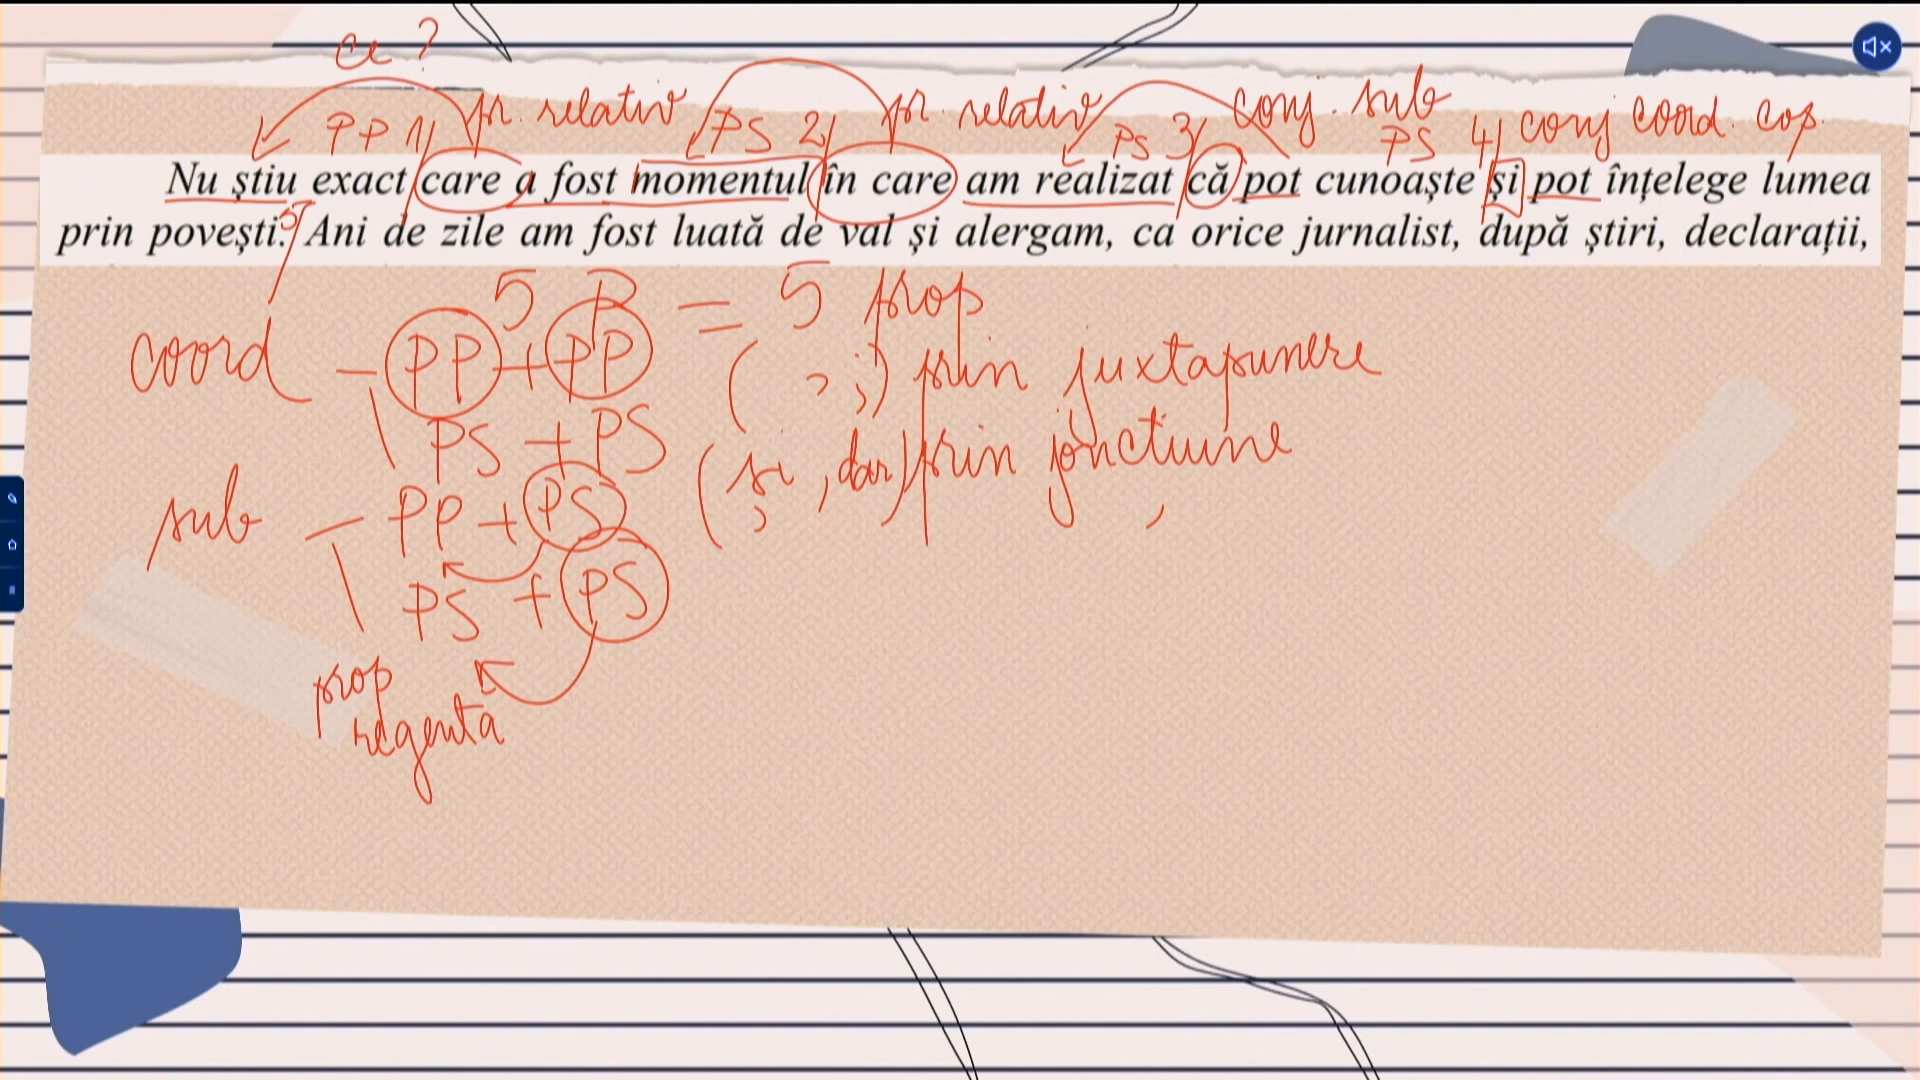 ce ?
PP 1/ pr. relativ PS 2/ pr. relativ PS 3/ conj. sub PS 4/ conj coord. cop.
Nu știu exact care a fost momentul în care am realizat că pot cunoaște și pot înțelege lumea
prin povești. 5/ Ani de zile am fost luată de val și alergam, ca orice jurnalist, după știri, declarații,
5 P = 5 prop
coord - PP + PP ( , ;) prin juxtapunere
PS + PS (și, dar) prin joncțiune
sub - PP + PS
PS + PS
prop
regentă